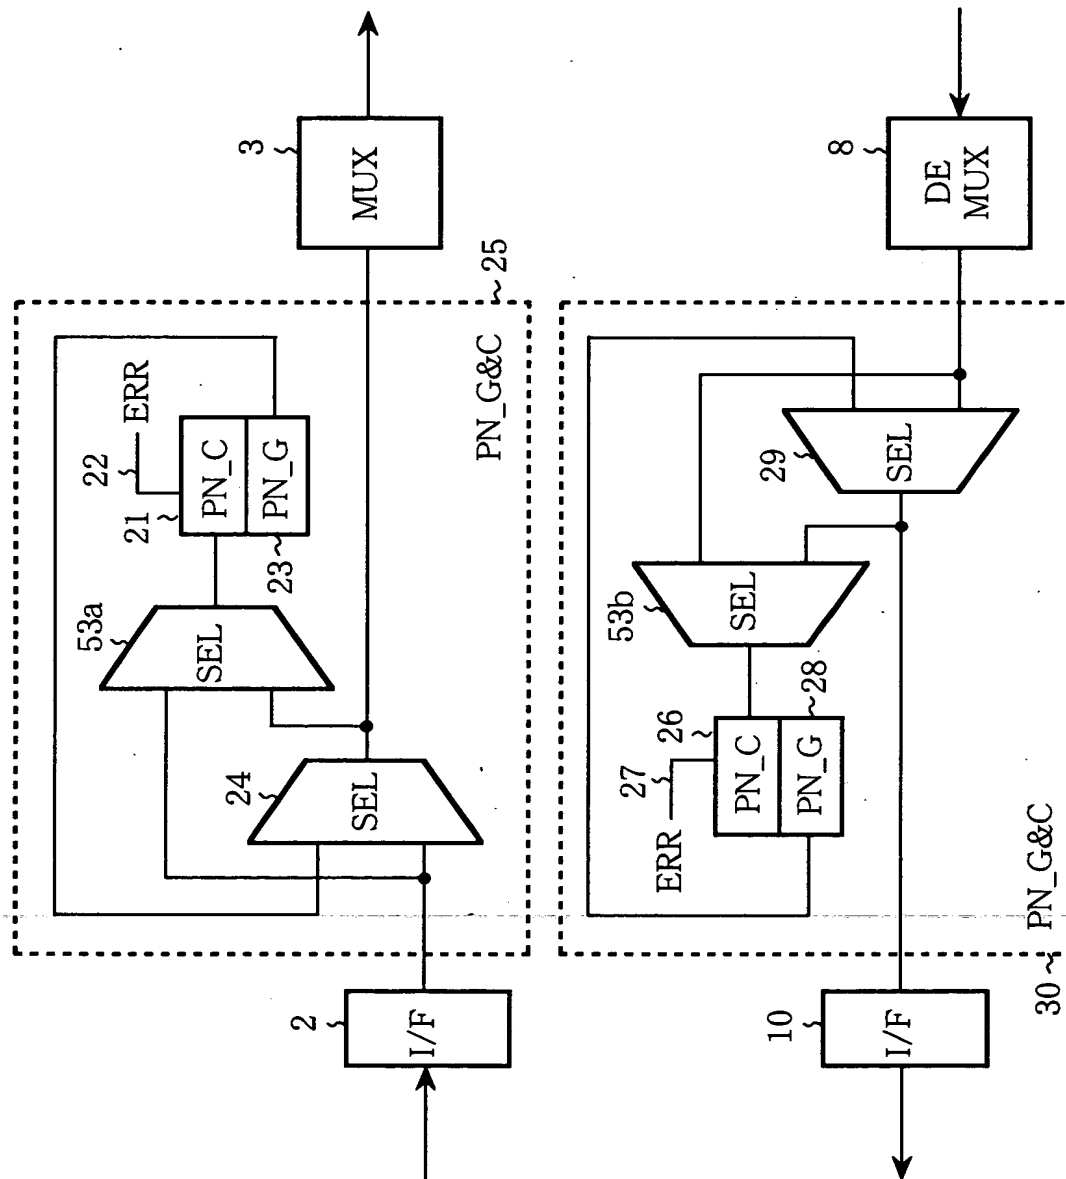 3
MUX
25
PN_G&C
ERR
22
21
PN_C
PN_G
23
53a
SEL
24
SEL
2
I/F
8
DE
MUX
29
SEL
53b
SEL
28
26
PN_C
PN_G
27
ERR
PN_G&C
30
10
I/F